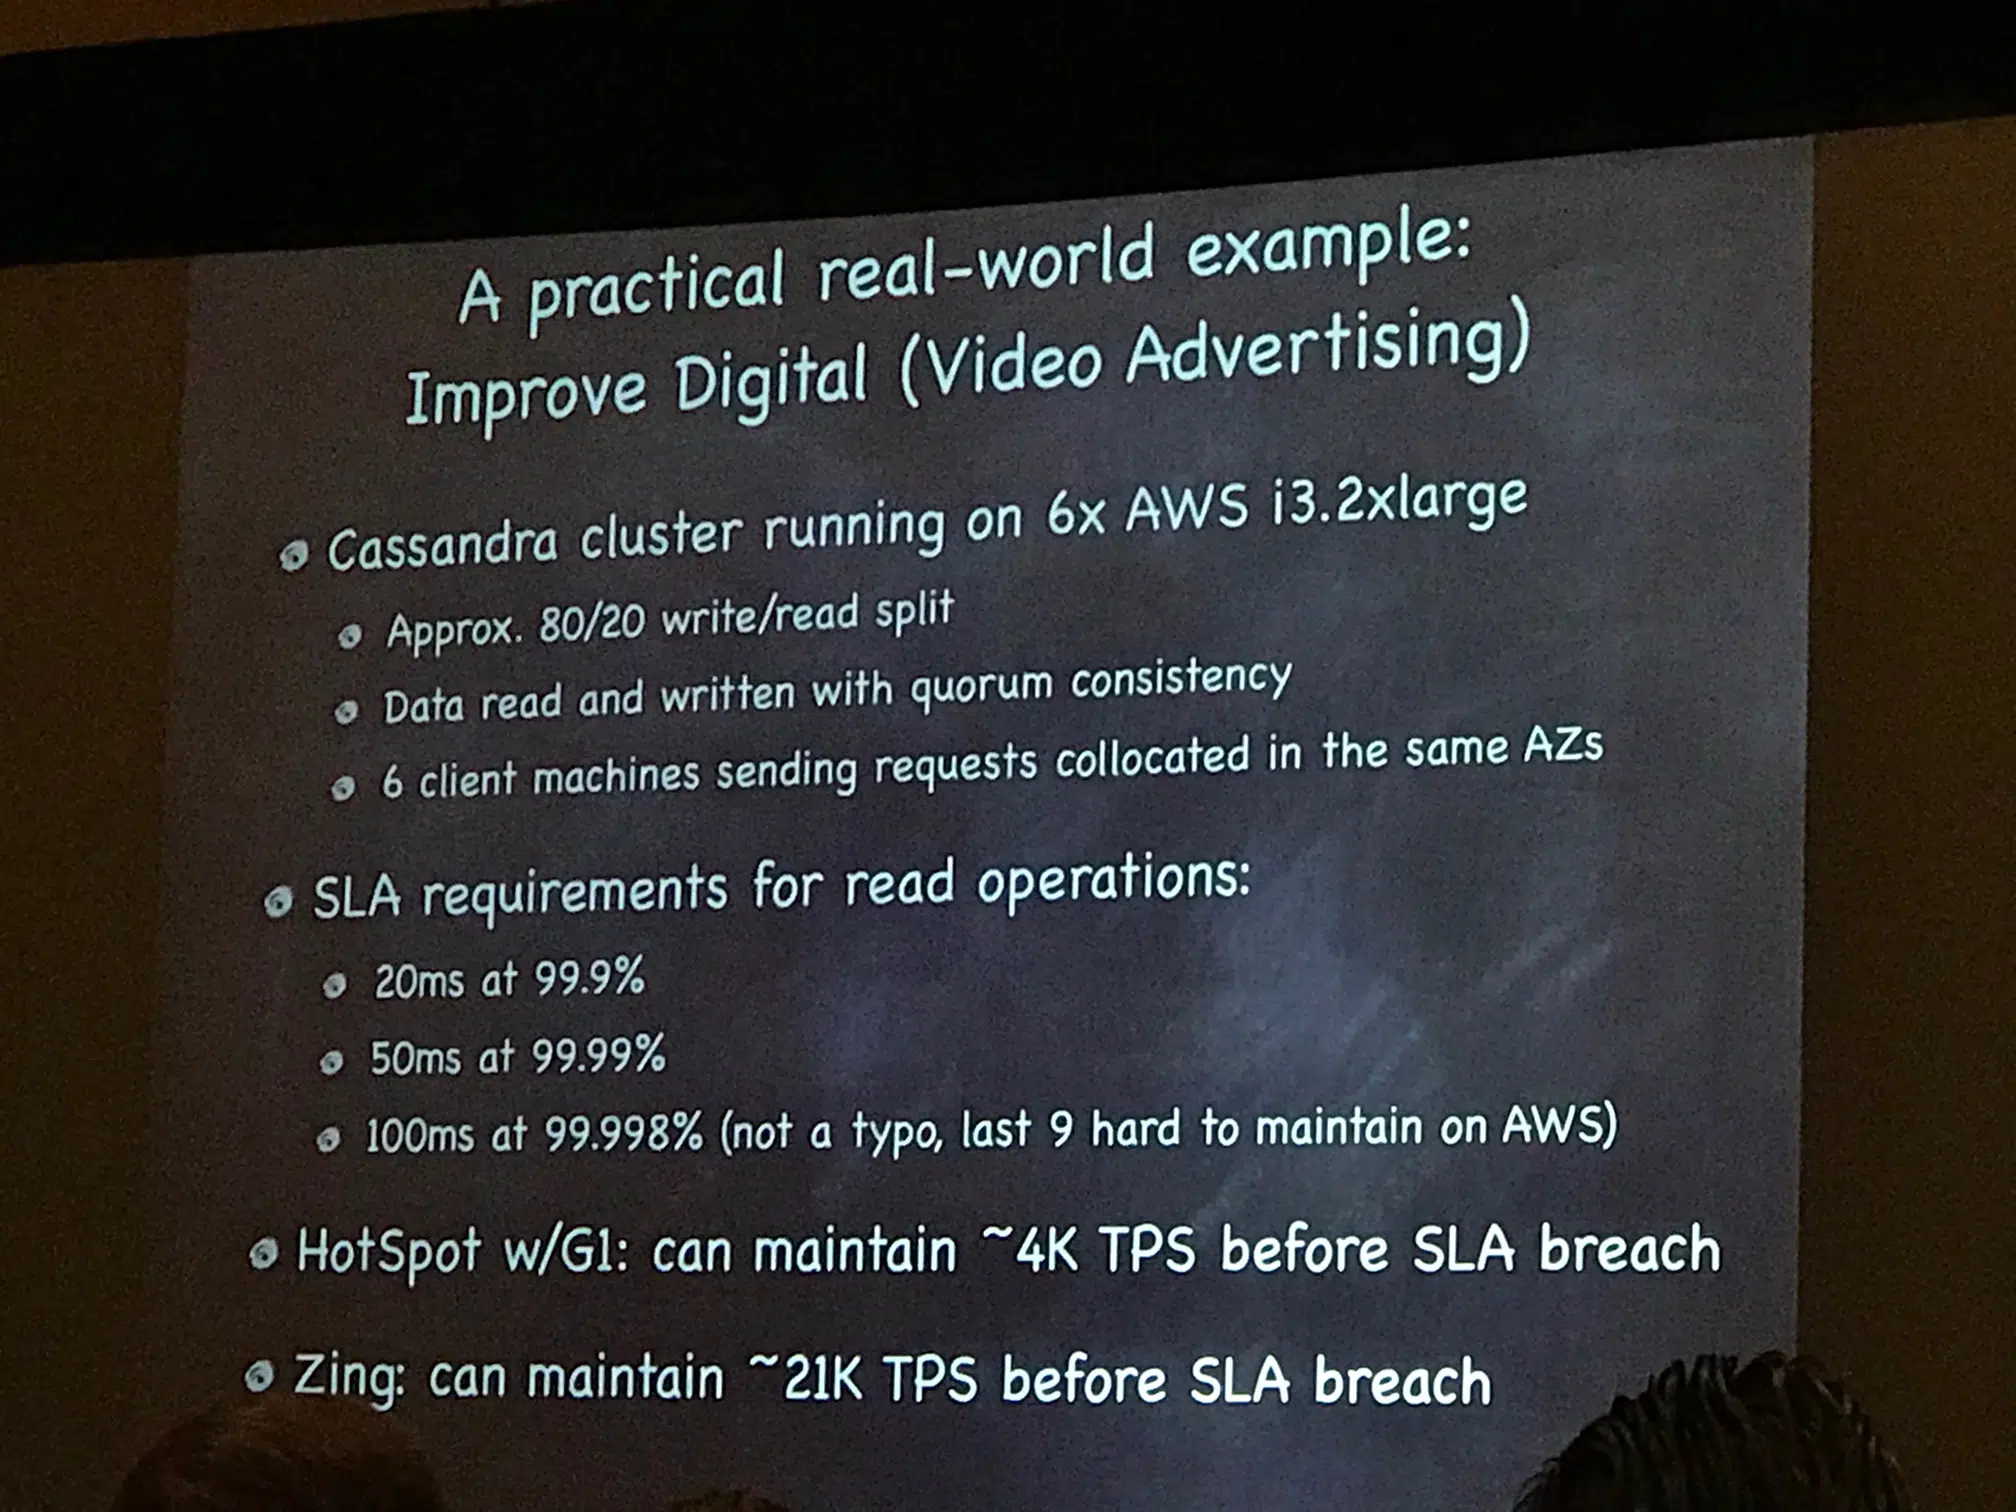 A practical real-world example:
Improve Digital (Video Advertising)
Cassandra cluster running on 6x AWS i3.2xlarge
Approx. 80/20 write/read split
Data read and written with quorum consistency
6 client machines sending requests collocated in the same AZs
SLA requirements for read operations:
20ms at 99.9%
50ms at 99.99%
100ms at 99.998% (not a typo, last 9 hard to maintain on AWS)
HotSpot w/G1: can maintain ~4K TPS before SLA breach
Zing: can maintain ~21K TPS before SLA breach